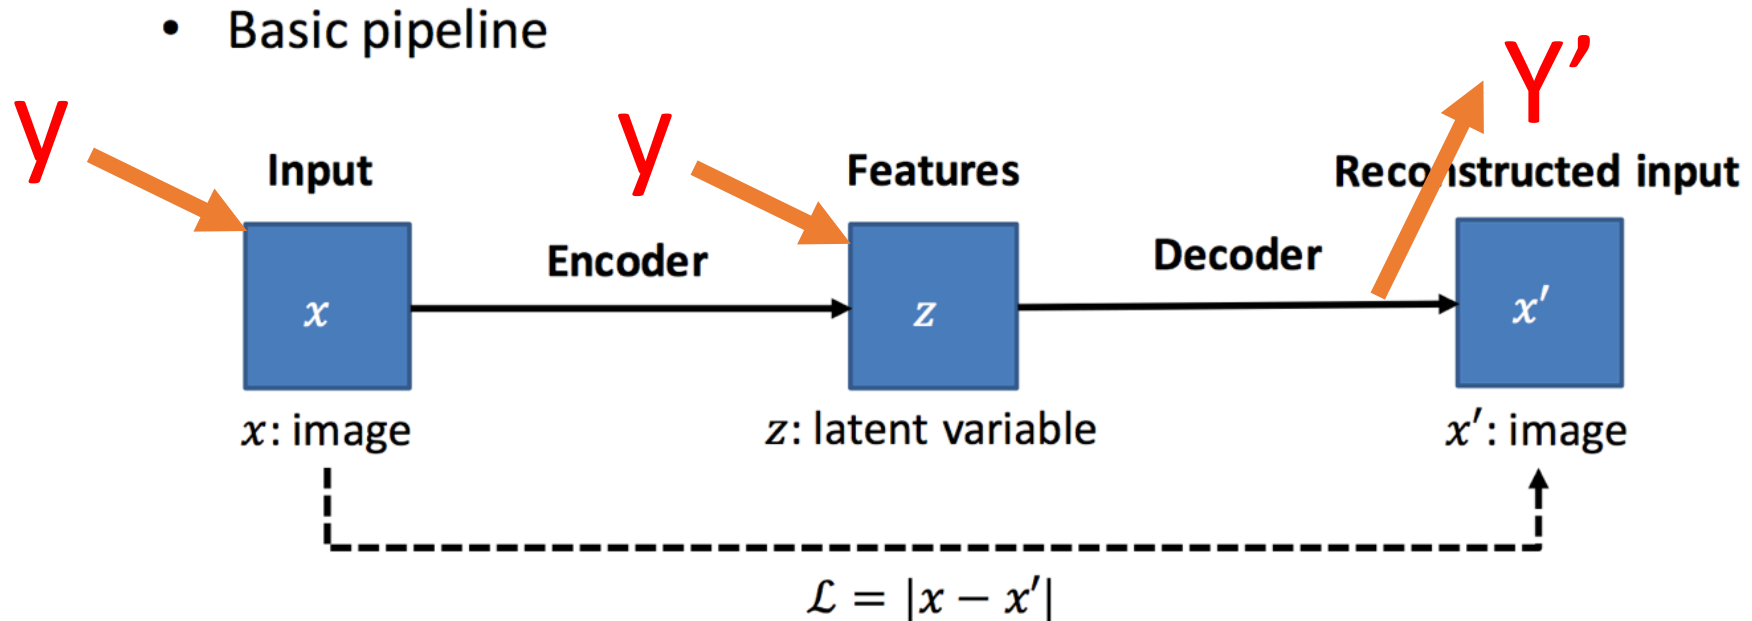 • Basic pipeline
y
y
Y’
Input
Features
Reconstructed input
Encoder
Decoder
x
z
x′
x: image
z: latent variable
x′: image
ℒ = |x − x′|